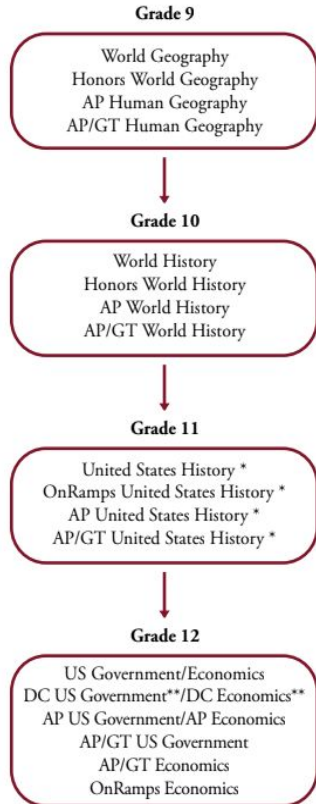 Grade 9
World Geography
Honors World Geography
AP Human Geography
AP/GT Human Geography
Grade 10
World History
Honors World History
AP World History
AP/GT World History
Grade 11
United States History *
OnRamps United States History *
AP United States History *
AP/GT United States History *
Grade 12
US Government/Economics
DC US Government**/DC Economics**
AP US Government/AP Economics
AP/GT US Government
AP/GT Economics
OnRamps Economics